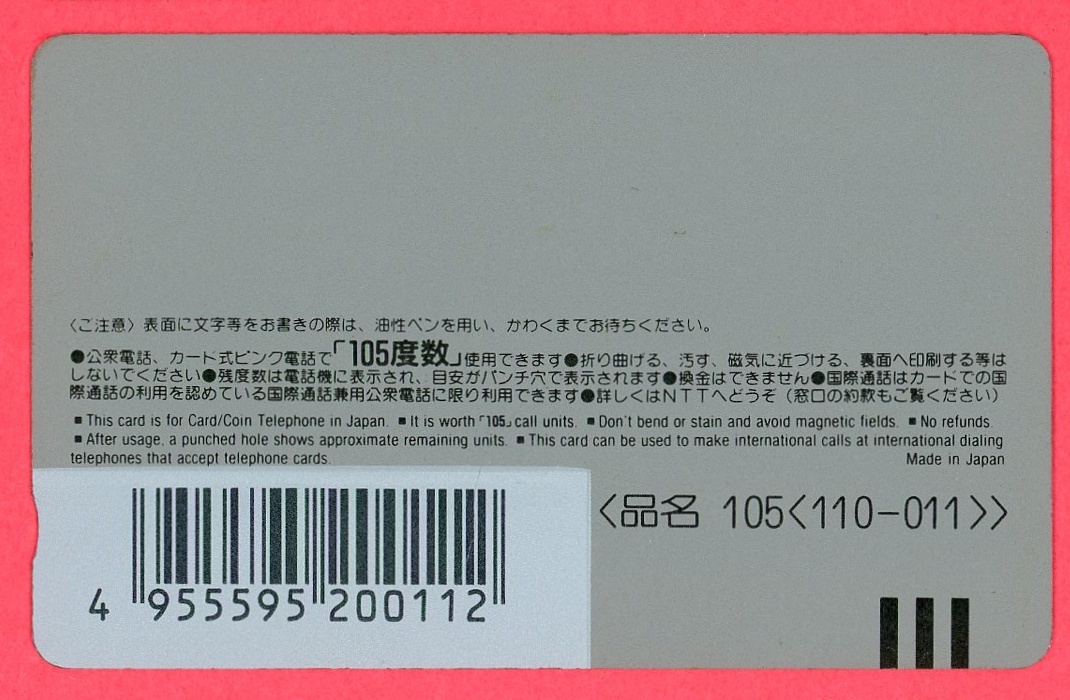 〈ご注意〉表面に文字等をお書きの際は、油性ペンを用い、かわくまでお待ちください。
●公衆電話、カード式ピンク電話で「105度数」使用できます●折り曲げる、汚す、磁気に近づける、裏面へ印刷する等は
しないでください●残度数は電話機に表示され、目安がパンチ穴で表示されます●換金はできません●国際通話はカードでの国
際通話の利用を認めている国際通話兼用公衆電話に限り利用できます●詳しくはNTTへどうぞ（窓口の約款もご覧ください）
■ This card is for Card/Coin Telephone in Japan. ■ It is worth「105」call units. ■ Don't bend or stain and avoid magnetic fields. ■ No refunds.
■ After usage, a punched hole shows approximate remaining units. ■ This card can be used to make international calls at international dialing
telephones that accept telephone cards.
Made in Japan
〈品名 105〈110−011〉〉
4 955595 200112